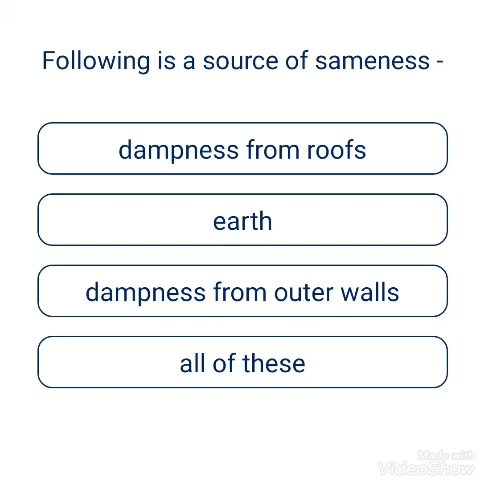 Following is a source of sameness -
dampness from roofs
earth
dampness from outer walls
all of these
Made with
VideoShow